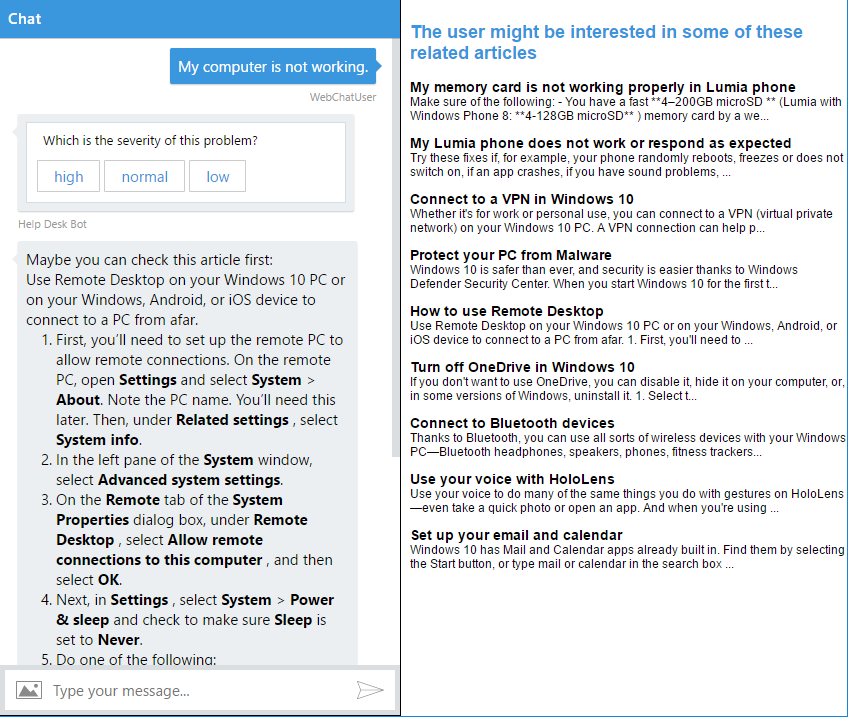 Chat
My computer is not working.
WebChatUser
Which is the severity of this problem?
high normal low
Help Desk Bot
Maybe you can check this article first:
Use Remote Desktop on your Windows 10 PC or
on your Windows, Android, or iOS device to
connect to a PC from afar.
1. First, you’ll need to set up the remote PC to
allow remote connections. On the remote
PC, open Settings and select System >
About. Note the PC name. You’ll need this
later. Then, under Related settings , select
System info.
2. In the left pane of the System window,
select Advanced system settings.
3. On the Remote tab of the System
Properties dialog box, under Remote
Desktop , select Allow remote
connections to this computer , and then
select OK.
4. Next, in Settings , select System > Power
& sleep and check to make sure Sleep is
set to Never.
5. Do one of the following:
Type your message...
The user might be interested in some of these
related articles
My memory card is not working properly in Lumia phone
Make sure of the following: - You have a fast **4–200GB microSD ** (Lumia with
Windows Phone 8: **4-128GB microSD** ) memory card by a we...
My Lumia phone does not work or respond as expected
Try these fixes if, for example, your phone randomly reboots, freezes or does not
switch on, if an app crashes, if you have sound problems, ...
Connect to a VPN in Windows 10
Whether it's for work or personal use, you can connect to a VPN (virtual private
network) on your Windows 10 PC. A VPN connection can help p...
Protect your PC from Malware
Windows 10 is safer than ever, and security is easier thanks to Windows
Defender Security Center. When you start Windows 10 for the first t...
How to use Remote Desktop
Use Remote Desktop on your Windows 10 PC or on your Windows, Android, or
iOS device to connect to a PC from afar. 1. First, you'll need to ...
Turn off OneDrive in Windows 10
If you don't want to use OneDrive, you can disable it, hide it on your computer, or,
in some versions of Windows, uninstall it. 1. Select t...
Connect to Bluetooth devices
Thanks to Bluetooth, you can use all sorts of wireless devices with your Windows
PC—Bluetooth headphones, speakers, phones, fitness trackers...
Use your voice with HoloLens
Use your voice to do many of the same things you do with gestures on HoloLens
—even take a quick photo or open an app. And when you're using ...
Set up your email and calendar
Windows 10 has Mail and Calendar apps already built in. Find them by selecting
the Start button, or type mail or calendar in the search box ...